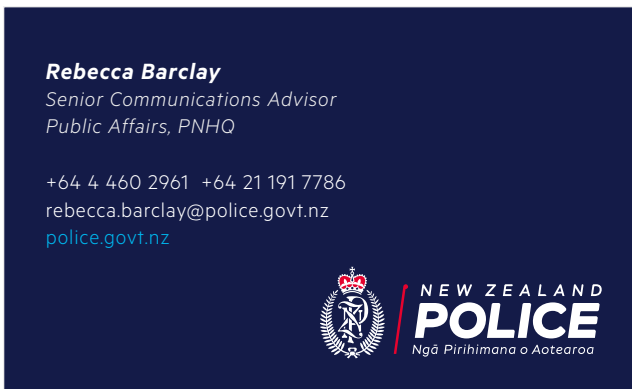 Rebecca Barclay
Senior Communications Advisor
Public Affairs, PNHQ
+64 4 460 2961  +64 21 191 7786
rebecca.barclay@police.govt.nz
police.govt.nz
NEW ZEALAND
POLICE
Ngā Pirihimana o Aotearoa